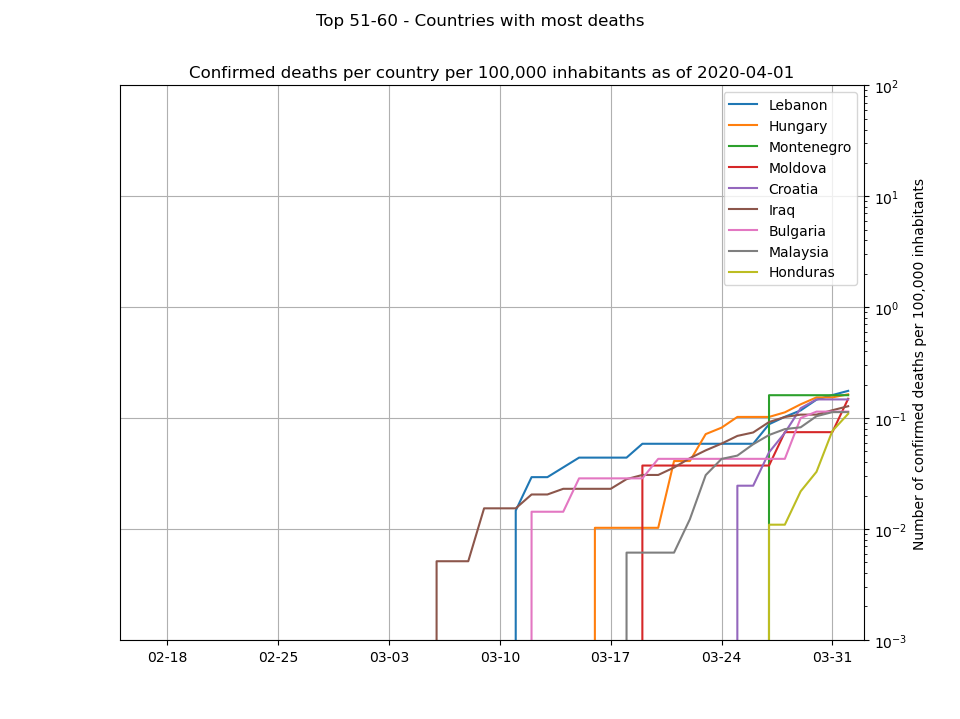 Top 51-60 - Countries with most deaths
Confirmed deaths per country per 100,000 inhabitants as of 2020-04-01
Lebanon
Hungary
Montenegro
Moldova
Croatia
Iraq
Bulgaria
Malaysia
Honduras
10²
10¹
10⁰
10⁻¹
10⁻²
10⁻³
Number of confirmed deaths per 100,000 inhabitants
02-18 02-25 03-03 03-10 03-17 03-24 03-31